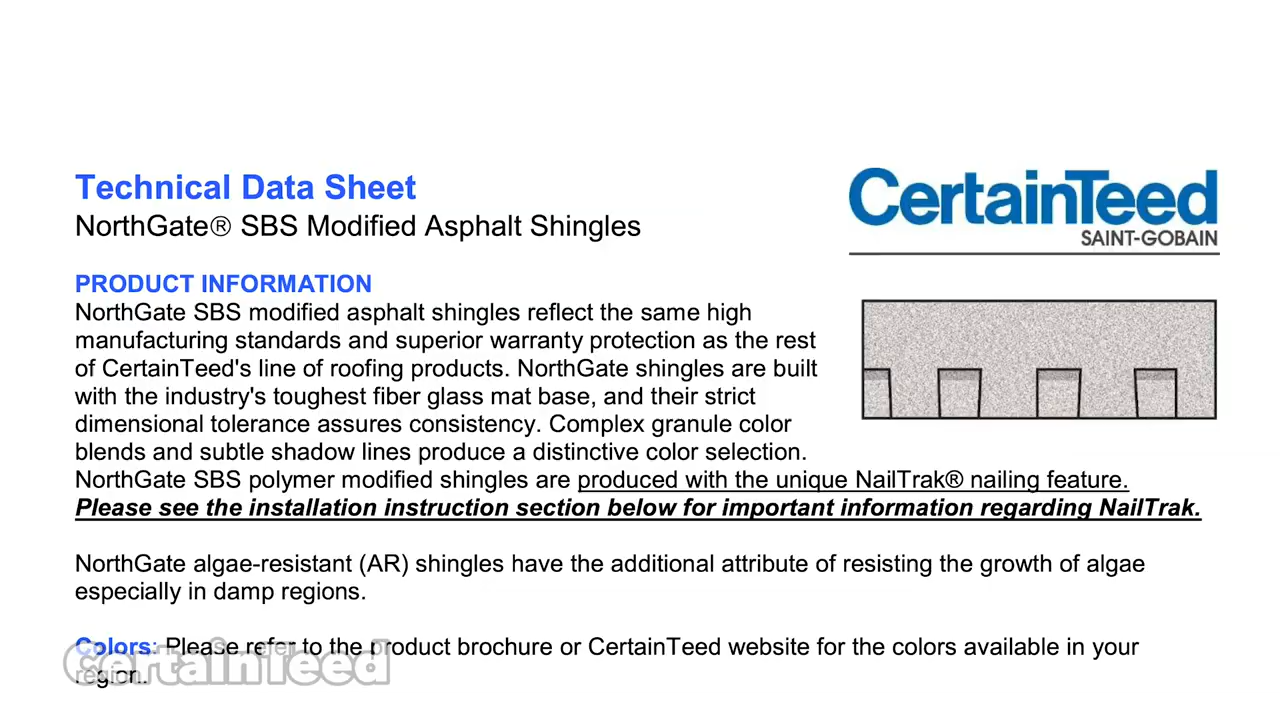 Technical Data Sheet
NorthGate® SBS Modified Asphalt Shingles
CertainTeed
SAINT-GOBAIN
PRODUCT INFORMATION
NorthGate SBS modified asphalt shingles reflect the same high
manufacturing standards and superior warranty protection as the rest
of CertainTeed's line of roofing products. NorthGate shingles are built
with the industry's toughest fiber glass mat base, and their strict
dimensional tolerance assures consistency. Complex granule color
blends and subtle shadow lines produce a distinctive color selection.
NorthGate SBS polymer modified shingles are produced with the unique NailTrak® nailing feature.
Please see the installation instruction section below for important information regarding NailTrak.
NorthGate algae-resistant (AR) shingles have the additional attribute of resisting the growth of algae
especially in damp regions.
Colors: Please refer to the product brochure or CertainTeed website for the colors available in your
region.
CertainTeed